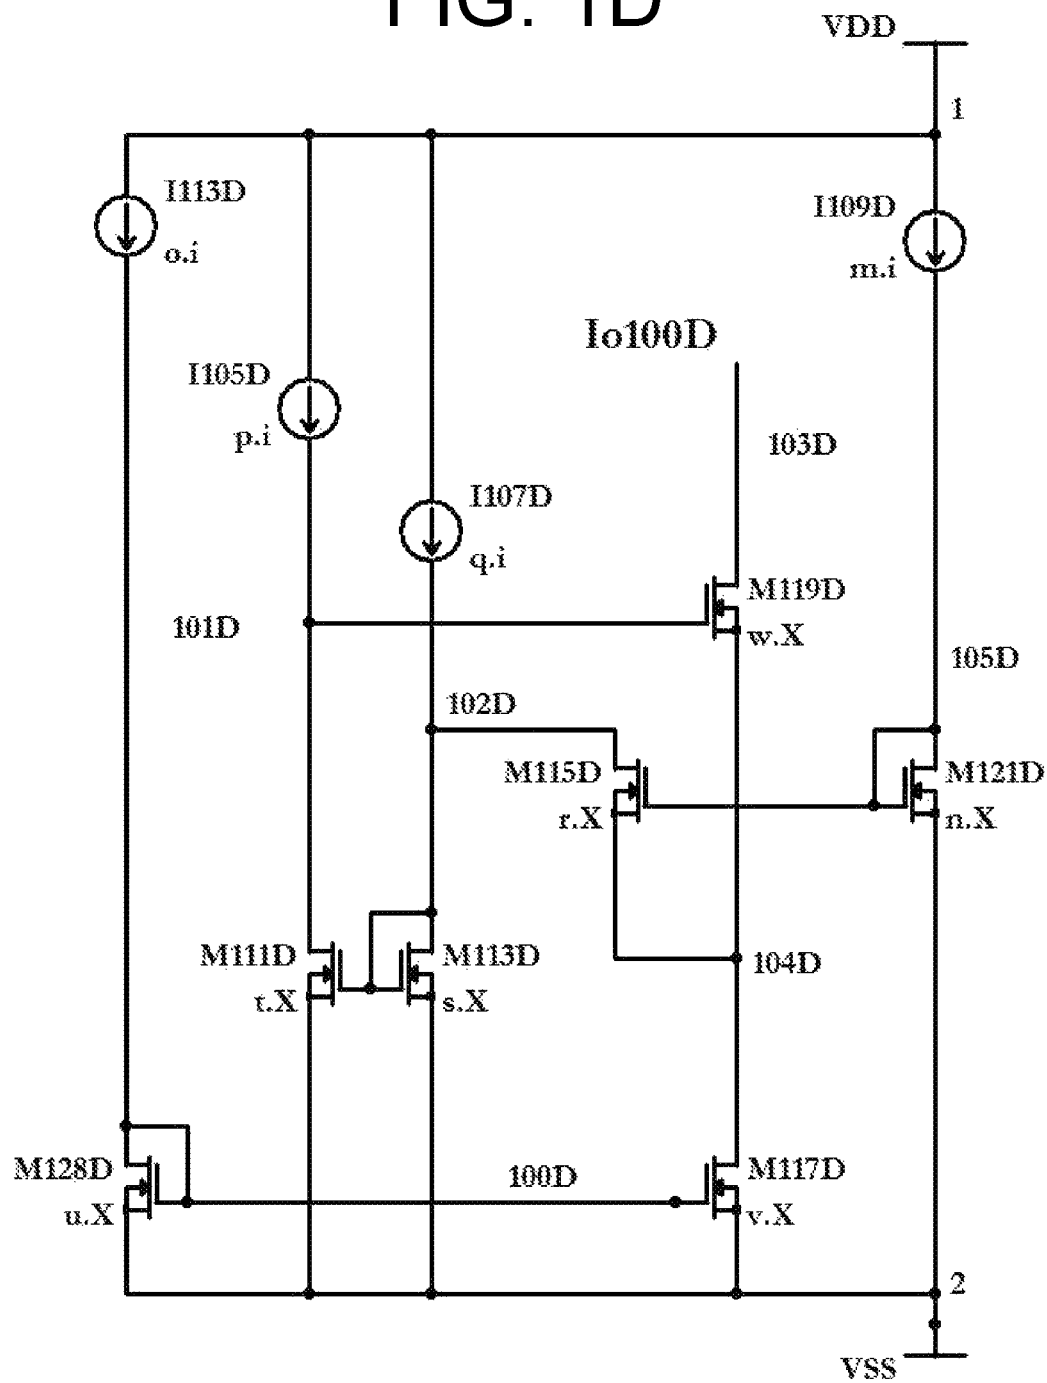 FIG. 1D
VDD
1
I113D
o.i
I109D
m.i
Io100D
I105D
p.i
103D
I107D
q.i
M119D
w.X
101D
105D
102D
M115D
r.X
M121D
n.X
M111D
t.X
M113D
s.X
104D
M128D
u.X
100D
M117D
v.X
2
VSS